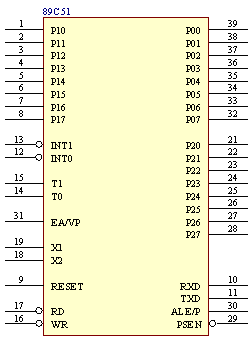 89C51
1 P10 P00 39
2 P11 P01 38
3 P12 P02 37
4 P13 P03 36
5 P14 P04 35
6 P15 P05 34
7 P16 P06 33
8 P17 P07 32
13 INT1 P20 21
12 INT0 P21 22
P22 23
15 T1 P23 24
14 T0 P24 25
P25 26
31 EA/VP P26 27
P27 28
19 X1
18 X2
9 RESET RXD 10
TXD 11
17 RD ALE/P 30
16 WR PSEN 29